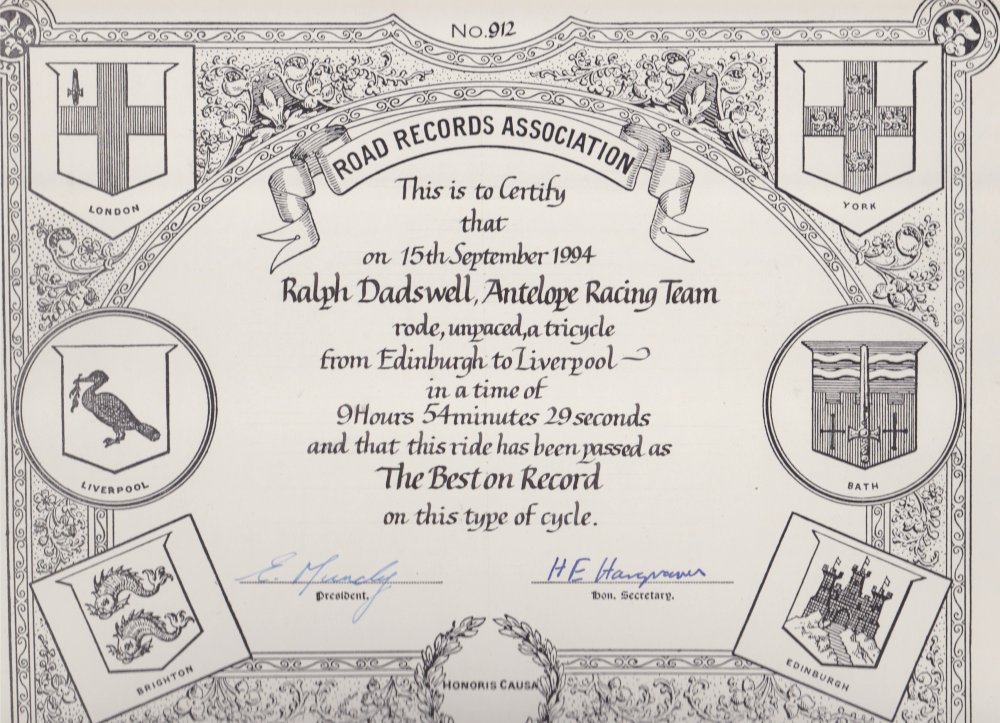 No. 912
ROAD RECORDS ASSOCIATION
LONDON
YORK
This is to Certify
that
on 15th September 1994
Ralph Dadswell, Antelope Racing Team
rode, unpaced, a tricycle
from Edinburgh to Liverpool
in a time of
9 Hours 54 minutes 29 seconds
and that this ride has been passed as
The Best on Record
on this type of cycle.
LIVERPOOL
BATH
E. Mundy
H E Hargraves
President.
Hon. Secretary.
BRIGHTON
EDINBURGH
HONORIS CAUSA